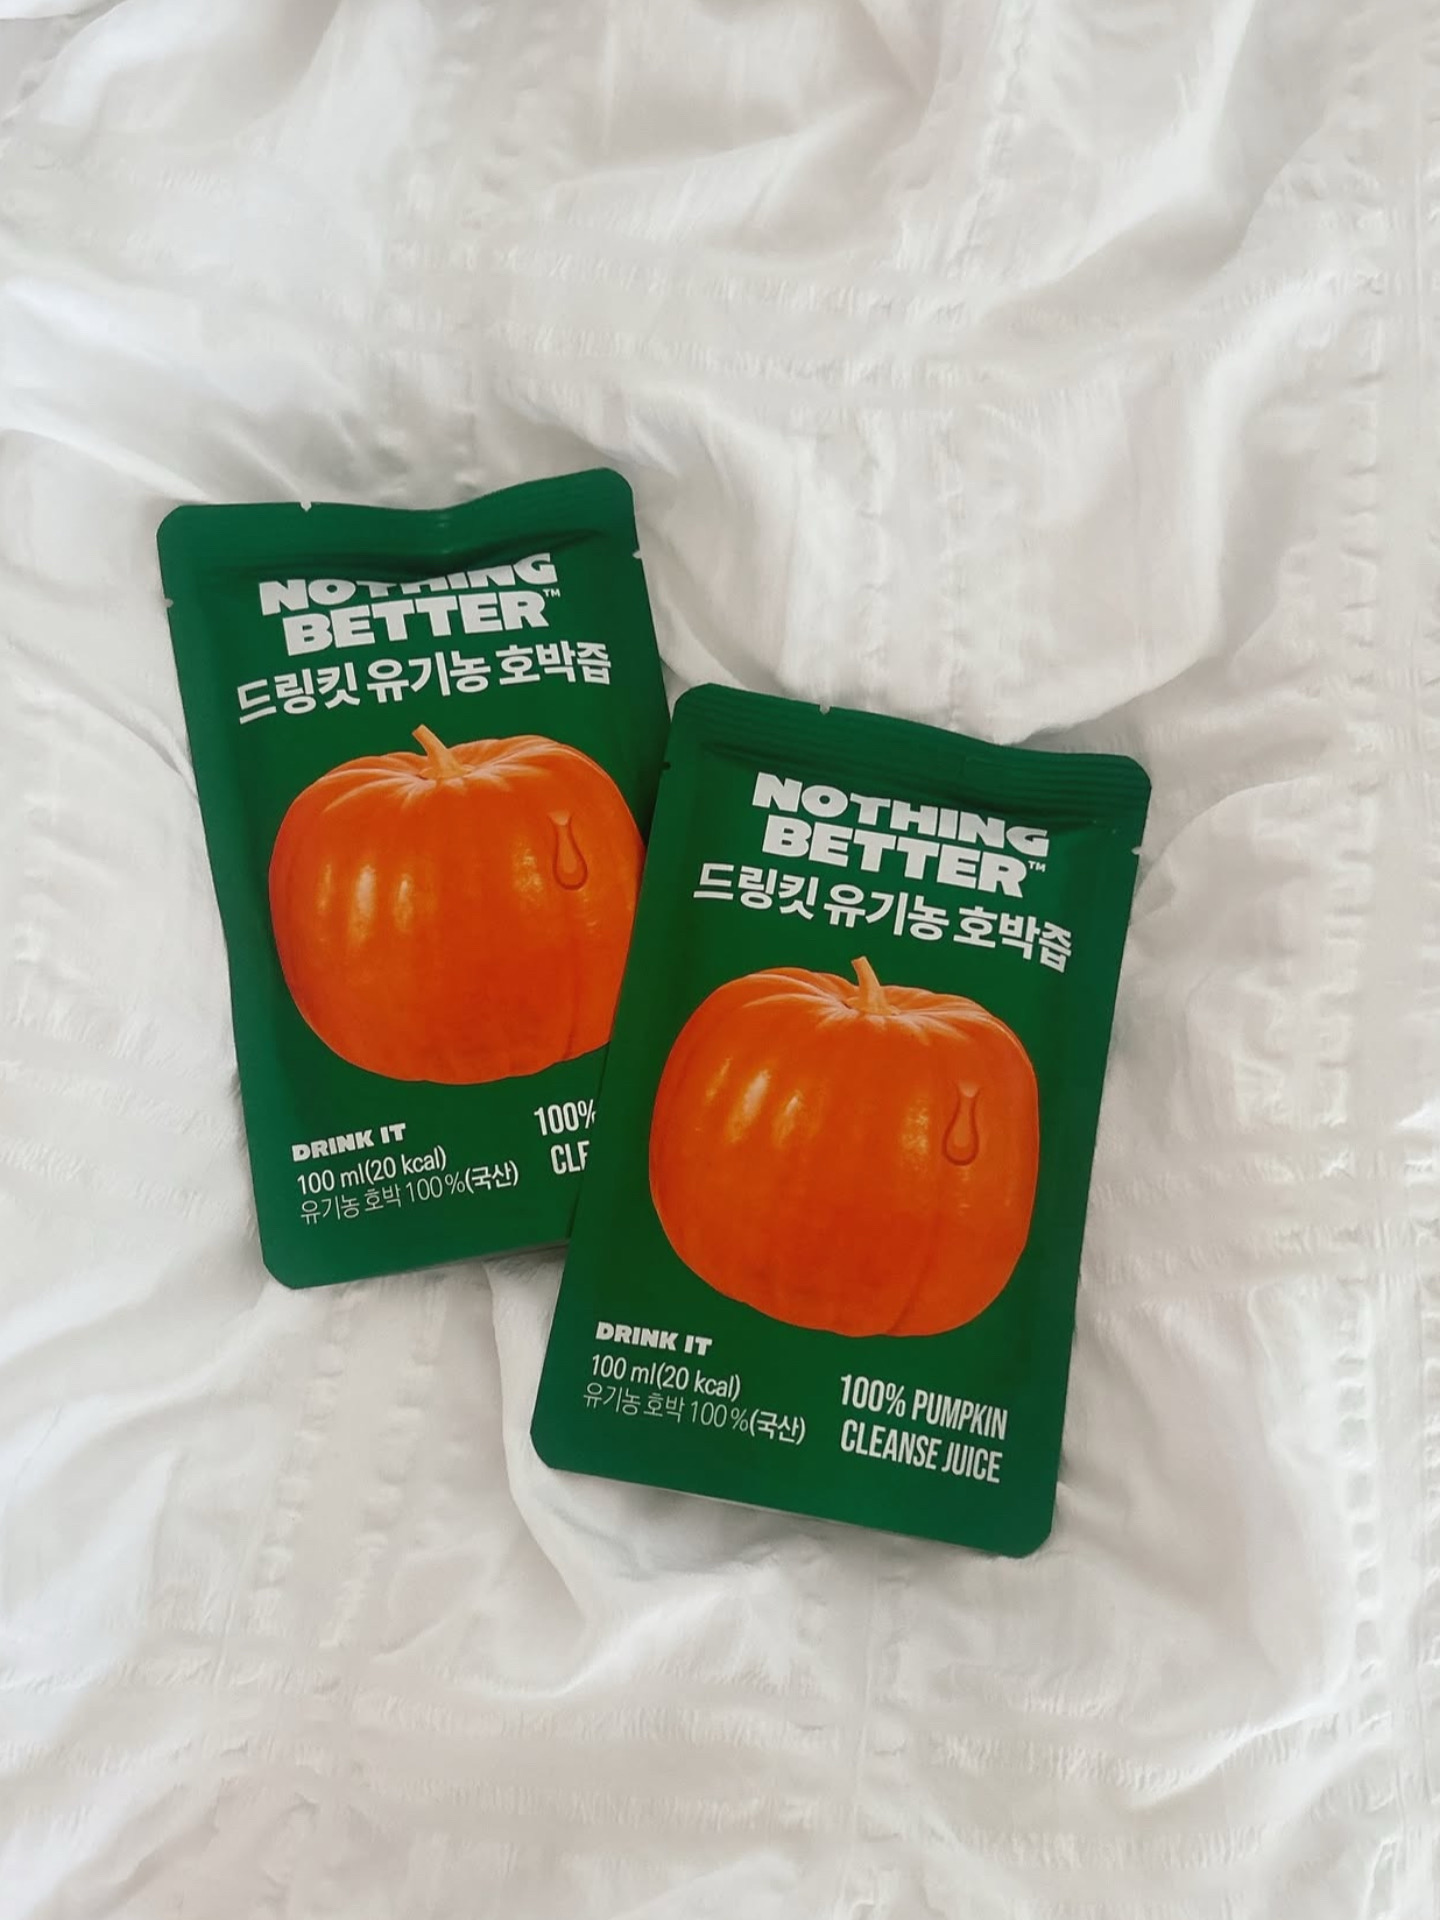 NOTHING
BETTER™
드링킷 유기농 호박즙
DRINK IT
100 ml(20 kcal)
유기농 호박 100%(국산)
100%
CLE
NOTHING
BETTER™
드링킷 유기농 호박즙
DRINK IT
100 ml(20 kcal)
유기농 호박 100%(국산)
100% PUMPKIN
CLEANSE JUICE